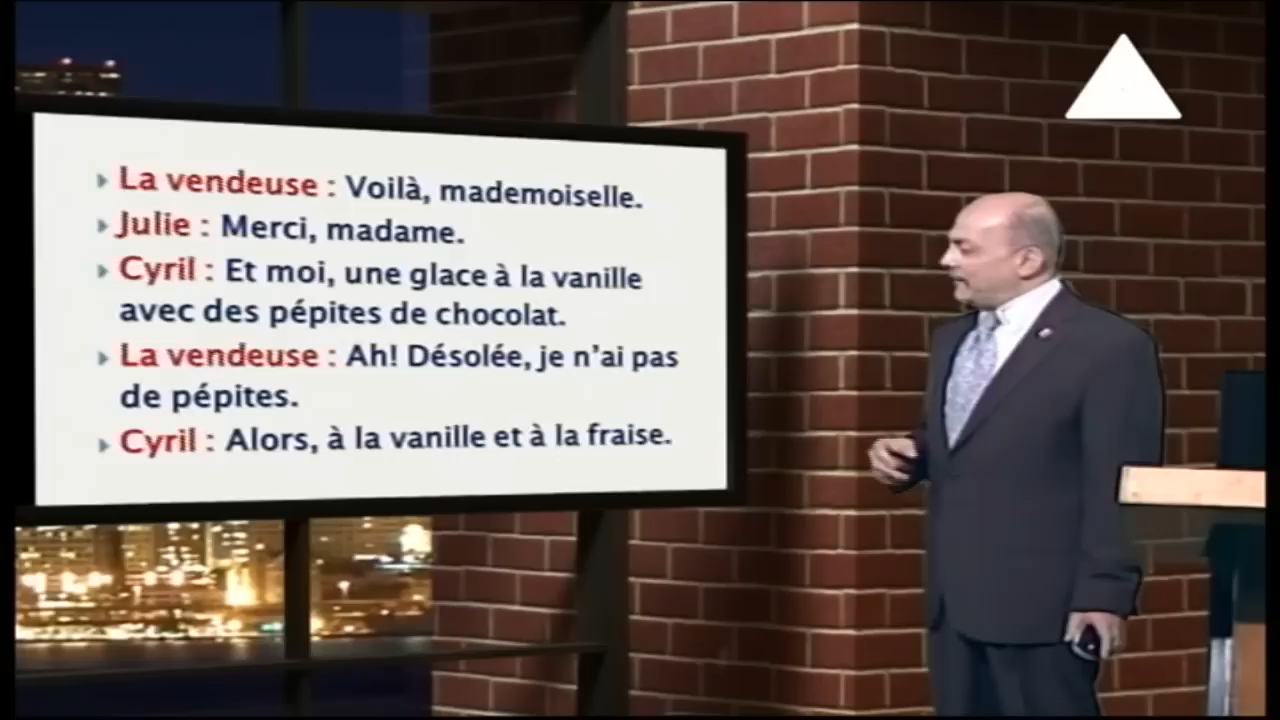 La vendeuse : Voilà, mademoiselle.
Julie : Merci, madame.
Cyril : Et moi, une glace à la vanille
avec des pépites de chocolat.
La vendeuse : Ah! Désolée, je n'ai pas
de pépites.
Cyril : Alors, à la vanille et à la fraise.